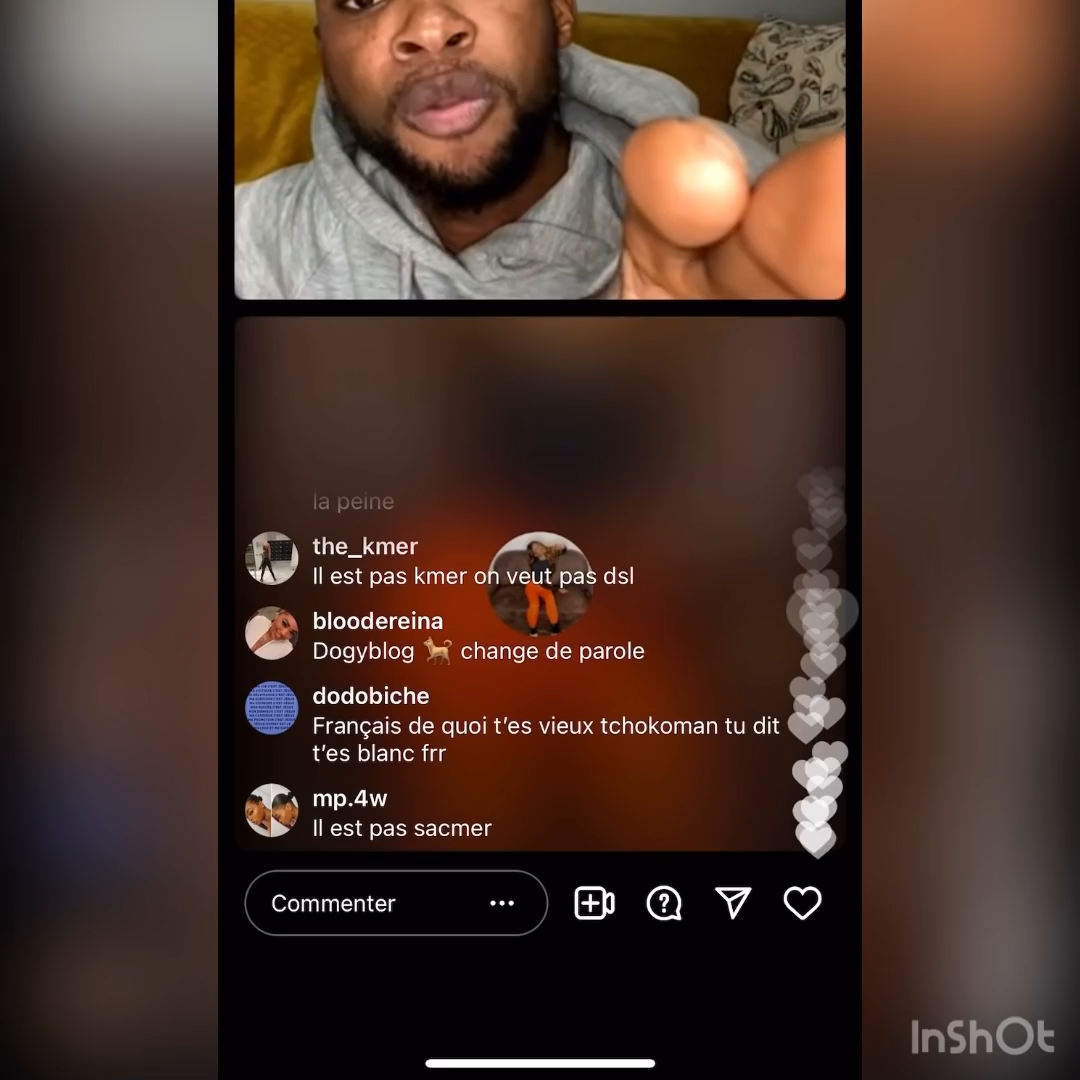 la peine
the_kmer
Il est pas kmer on veut pas dsl
bloodereina
Dogyblog 🐕 change de parole
dodobiche
Français de quoi t’es vieux tchokoman tu dit
t’es blanc frr
mp.4w
Il est pas sacmer
Commenter
InShOt